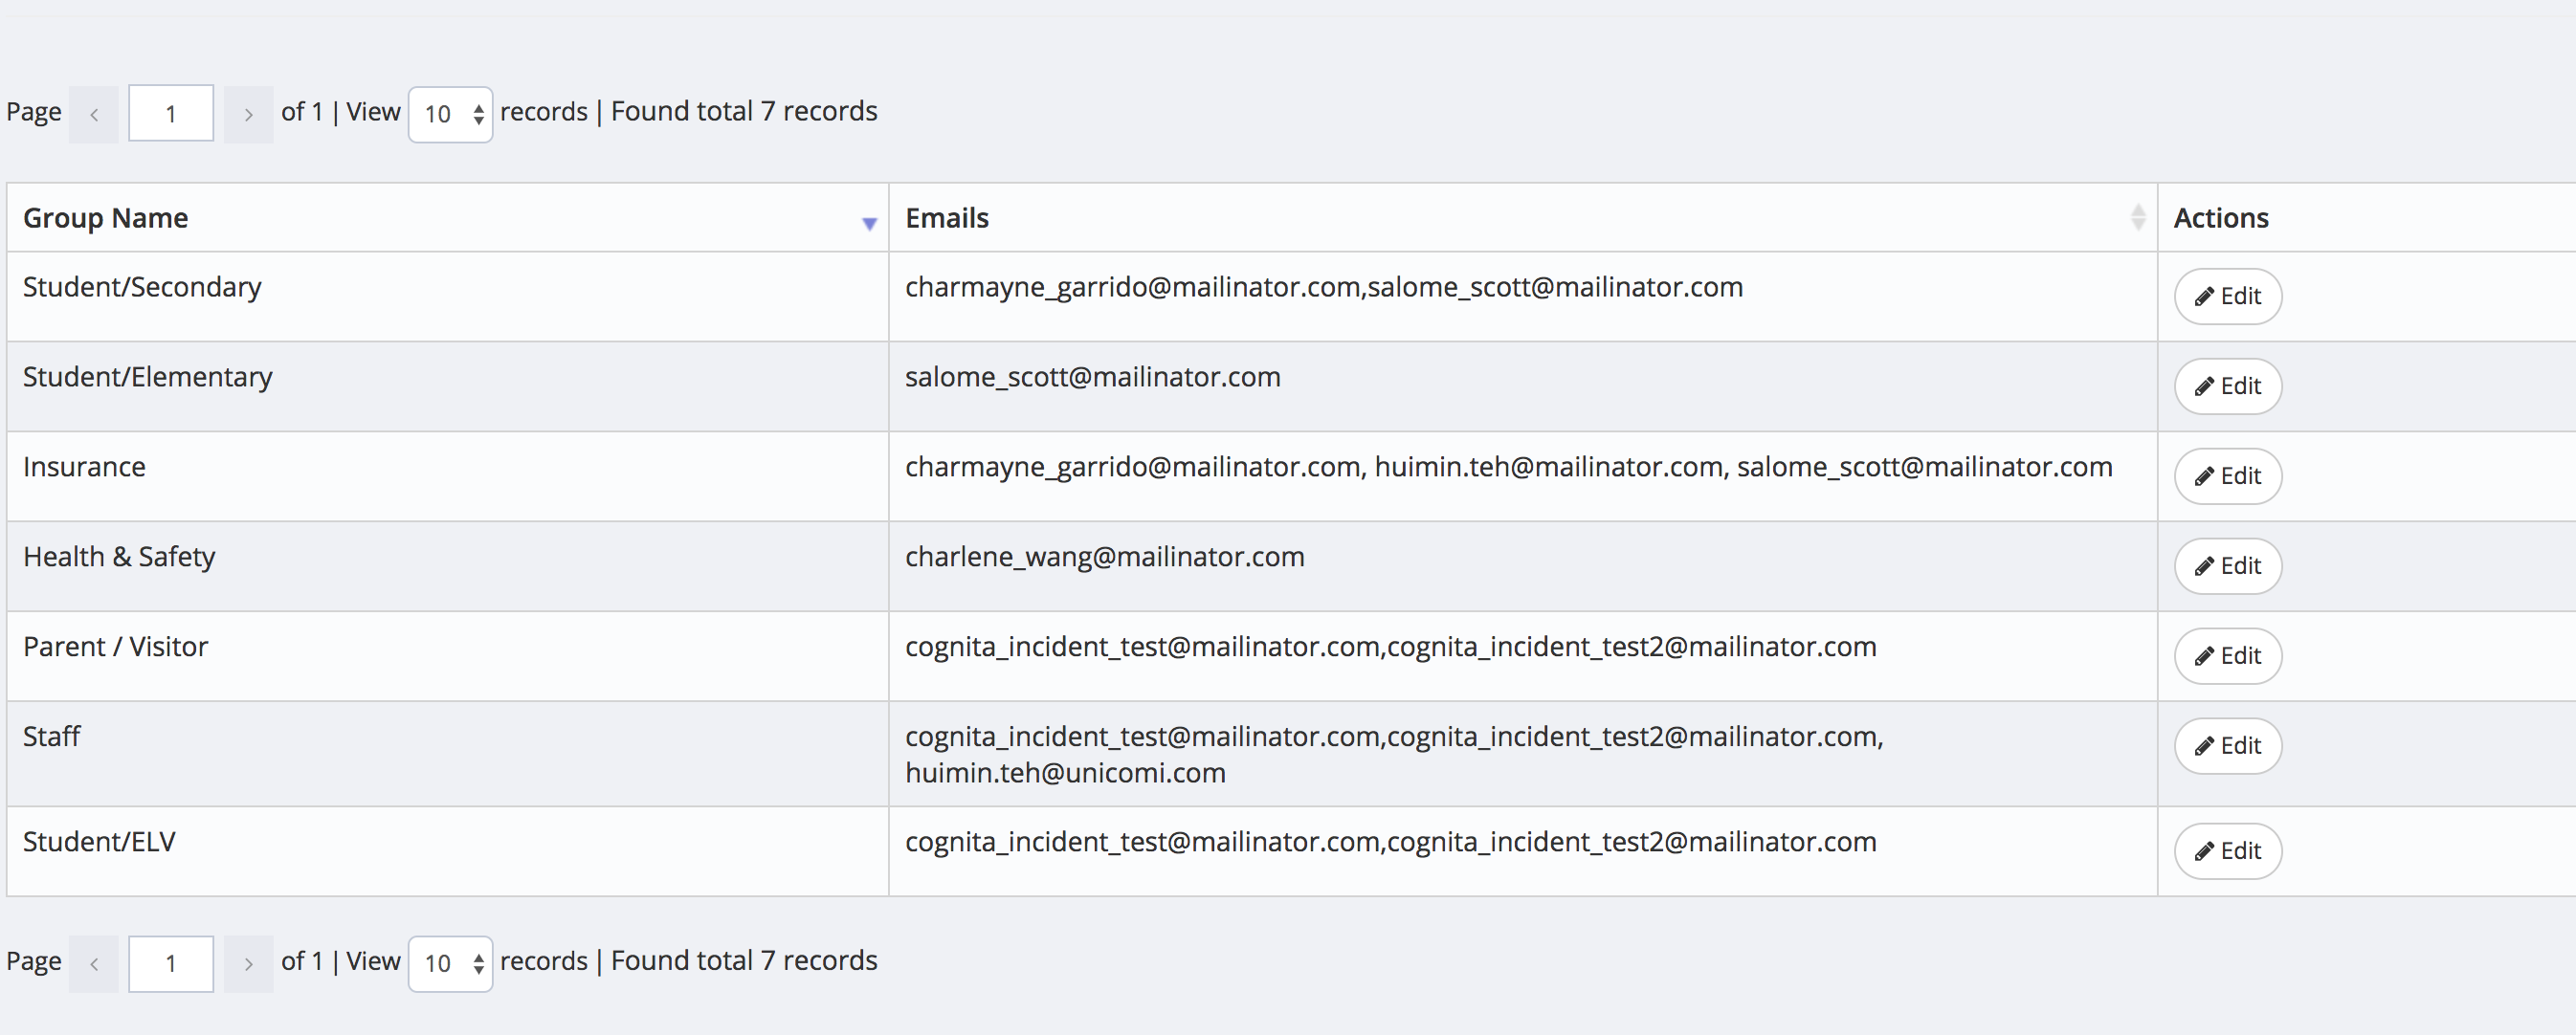 Page < 1 > of 1 | View 10 records | Found total 7 records
Group Name Emails Actions
Student/Secondary charmayne_garrido@mailinator.com,salome_scott@mailinator.com Edit
Student/Elementary salome_scott@mailinator.com Edit
Insurance charmayne_garrido@mailinator.com, huimin.teh@mailinator.com, salome_scott@mailinator.com Edit
Health & Safety charlene_wang@mailinator.com Edit
Parent / Visitor cognita_incident_test@mailinator.com,cognita_incident_test2@mailinator.com Edit
Staff cognita_incident_test@mailinator.com,cognita_incident_test2@mailinator.com, Edit
huimin.teh@unicomi.com
Student/ELV cognita_incident_test@mailinator.com,cognita_incident_test2@mailinator.com Edit
Page < 1 > of 1 | View 10 records | Found total 7 records